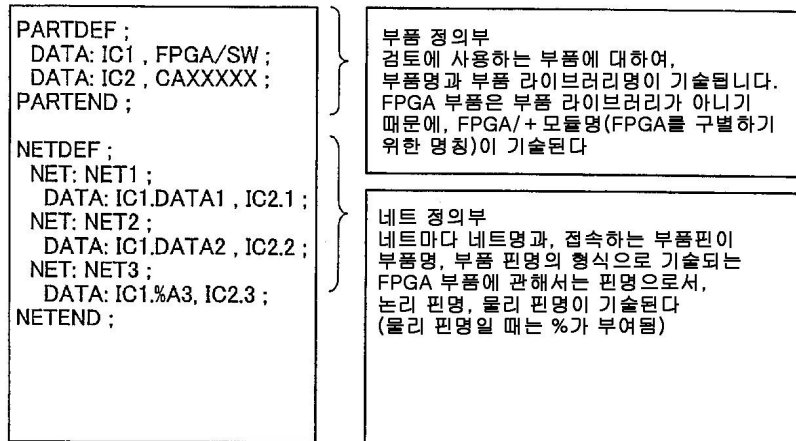 PARTDEF ;
DATA: IC1 , FPGA/SW ;
DATA: IC2 , CAXXXXX ;
PARTEND ;
NETDEF ;
NET: NET1 ;
DATA: IC1.DATA1 , IC2.1 ;
NET: NET2 ;
DATA: IC1.DATA2 , IC2.2 ;
NET: NET3 ;
DATA: IC1.%A3, IC2.3 ;
NETEND ;
부품 정의부
검토에 사용하는 부품에 대하여,
부품명과 부품 라이브러리명이 기술됩니다.
FPGA 부품은 부품 라이브러리가 아니기
때문에, FPGA/+모듈명(FPGA를 구별하기
위한 명칭)이 기술된다
네트 정의부
네트마다 네트명과, 접속하는 부품핀이
부품명, 부품 핀명의 형식으로 기술되는
FPGA 부품에 관해서는 핀명으로서,
논리 핀명, 물리 핀명이 기술된다
(물리 핀명일 때는 %가 부여됨)